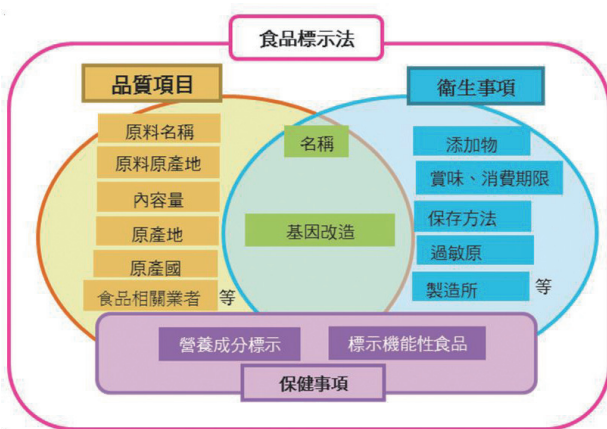 食品標示法
品質項目
衛生事項
原料名稱
原料原產地
內容量
原產地
原產國
食品相關業者 等
名稱
基因改造
添加物
賞味、消費期限
保存方法
過敏原
製造所 等
營養成分標示
標示機能性食品
保健事項